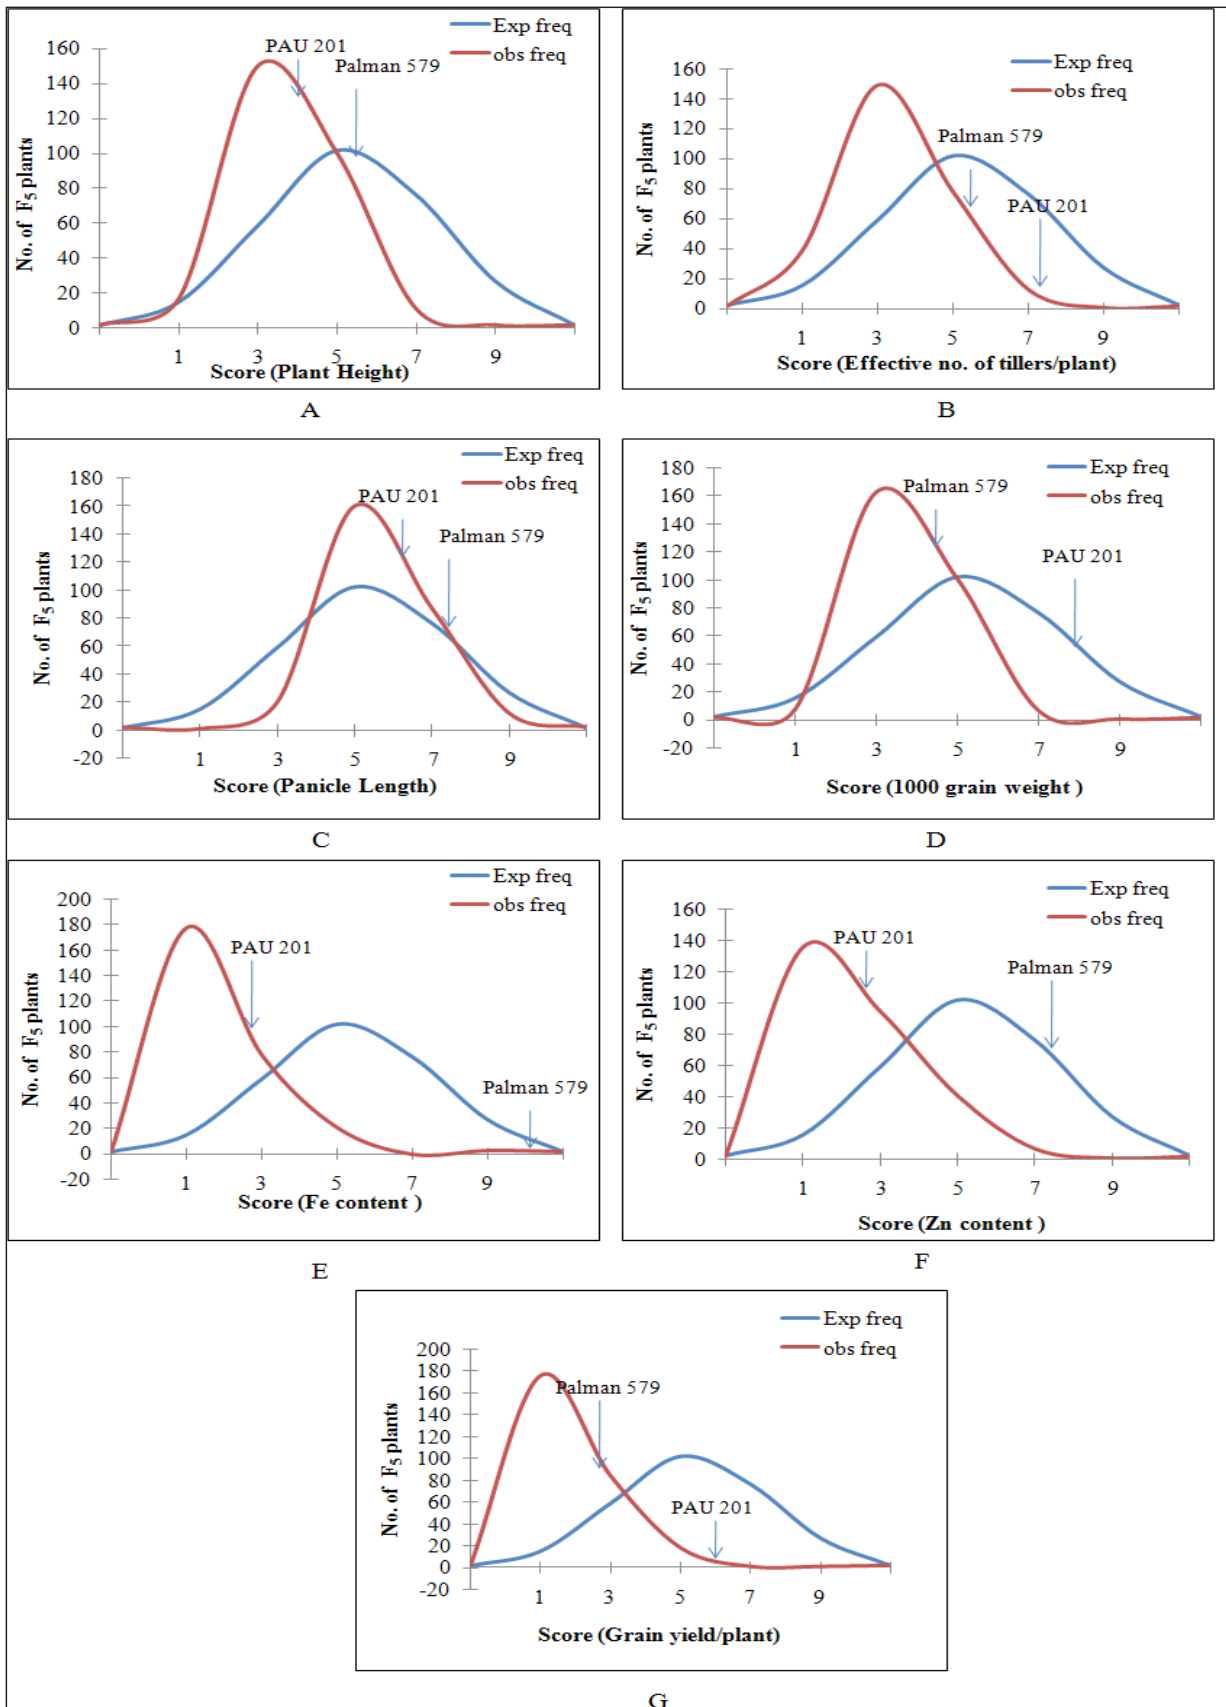 Exp freq
obs freq
PAU 201
Palman 579
160
140
120
100
80
60
40
20
0
No. of F5 plants
1 3 5 7 9
Score (Plant Height)
A
Exp freq
obs freq
Palman 579
PAU 201
160
140
120
100
80
60
40
20
0
No. of F5 plants
1 3 5 7 9
Score (Effective no. of tillers/plant)
B
Exp freq
obs freq
PAU 201
Palman 579
180
160
140
120
100
80
60
40
20
0
-20
No. of F5 plants
1 3 5 7 9
Score (Panicle Length)
C
Exp freq
obs freq
Palman 579
PAU 201
180
160
140
120
100
80
60
40
20
0
-20
No. of F5 plants
1 3 5 7 9
Score (1000 grain weight )
D
Exp freq
obs freq
PAU 201
Palman 579
200
180
160
140
120
100
80
60
40
20
0
-20
No. of F5 plants
1 3 5 7 9
Score (Fe content )
E
Exp freq
obs freq
PAU 201
Palman 579
160
140
120
100
80
60
40
20
0
No. of F5 plants
1 3 5 7 9
Score (Zn content )
F
Exp freq
obs freq
Palman 579
PAU 201
200
180
160
140
120
100
80
60
40
20
0
-20
No. of F5 plants
1 3 5 7 9
Score (Grain yield/plant)
G